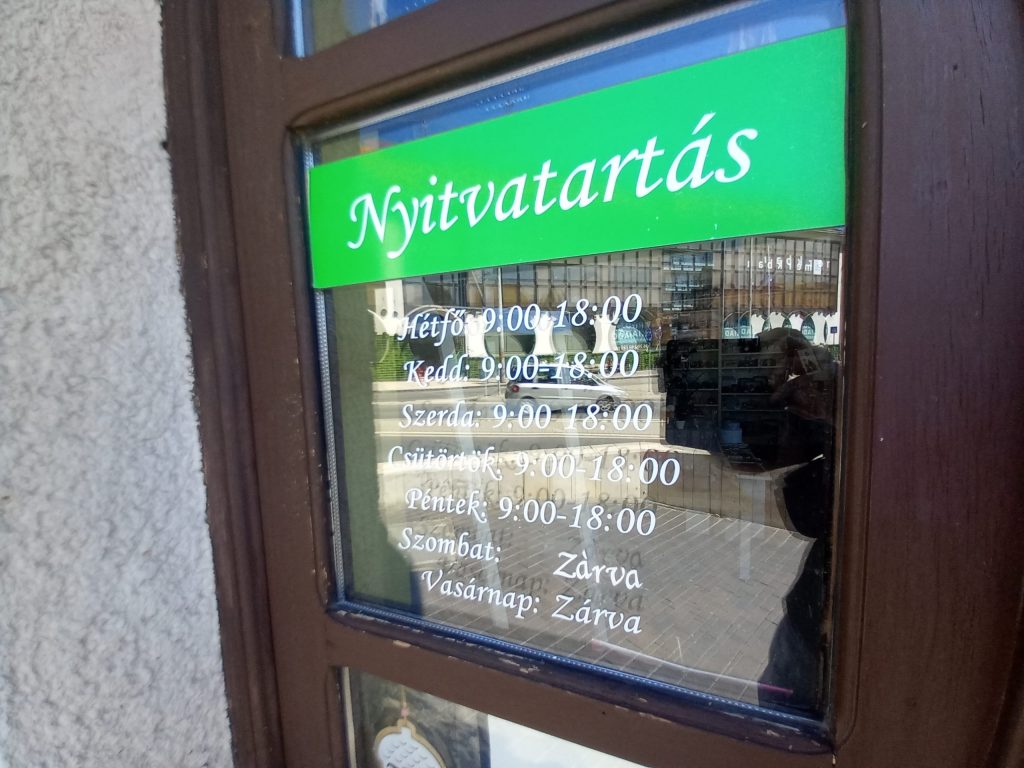 Nyitvatartás
Hétfő: 9:00-18:00
Kedd: 9:00-18:00
Szerda: 9:00 18:00
Csütörtök: 9:00-18:00
Péntek: 9:00-18:00
Szombat: Zàrva
Vasárnap: Zárva